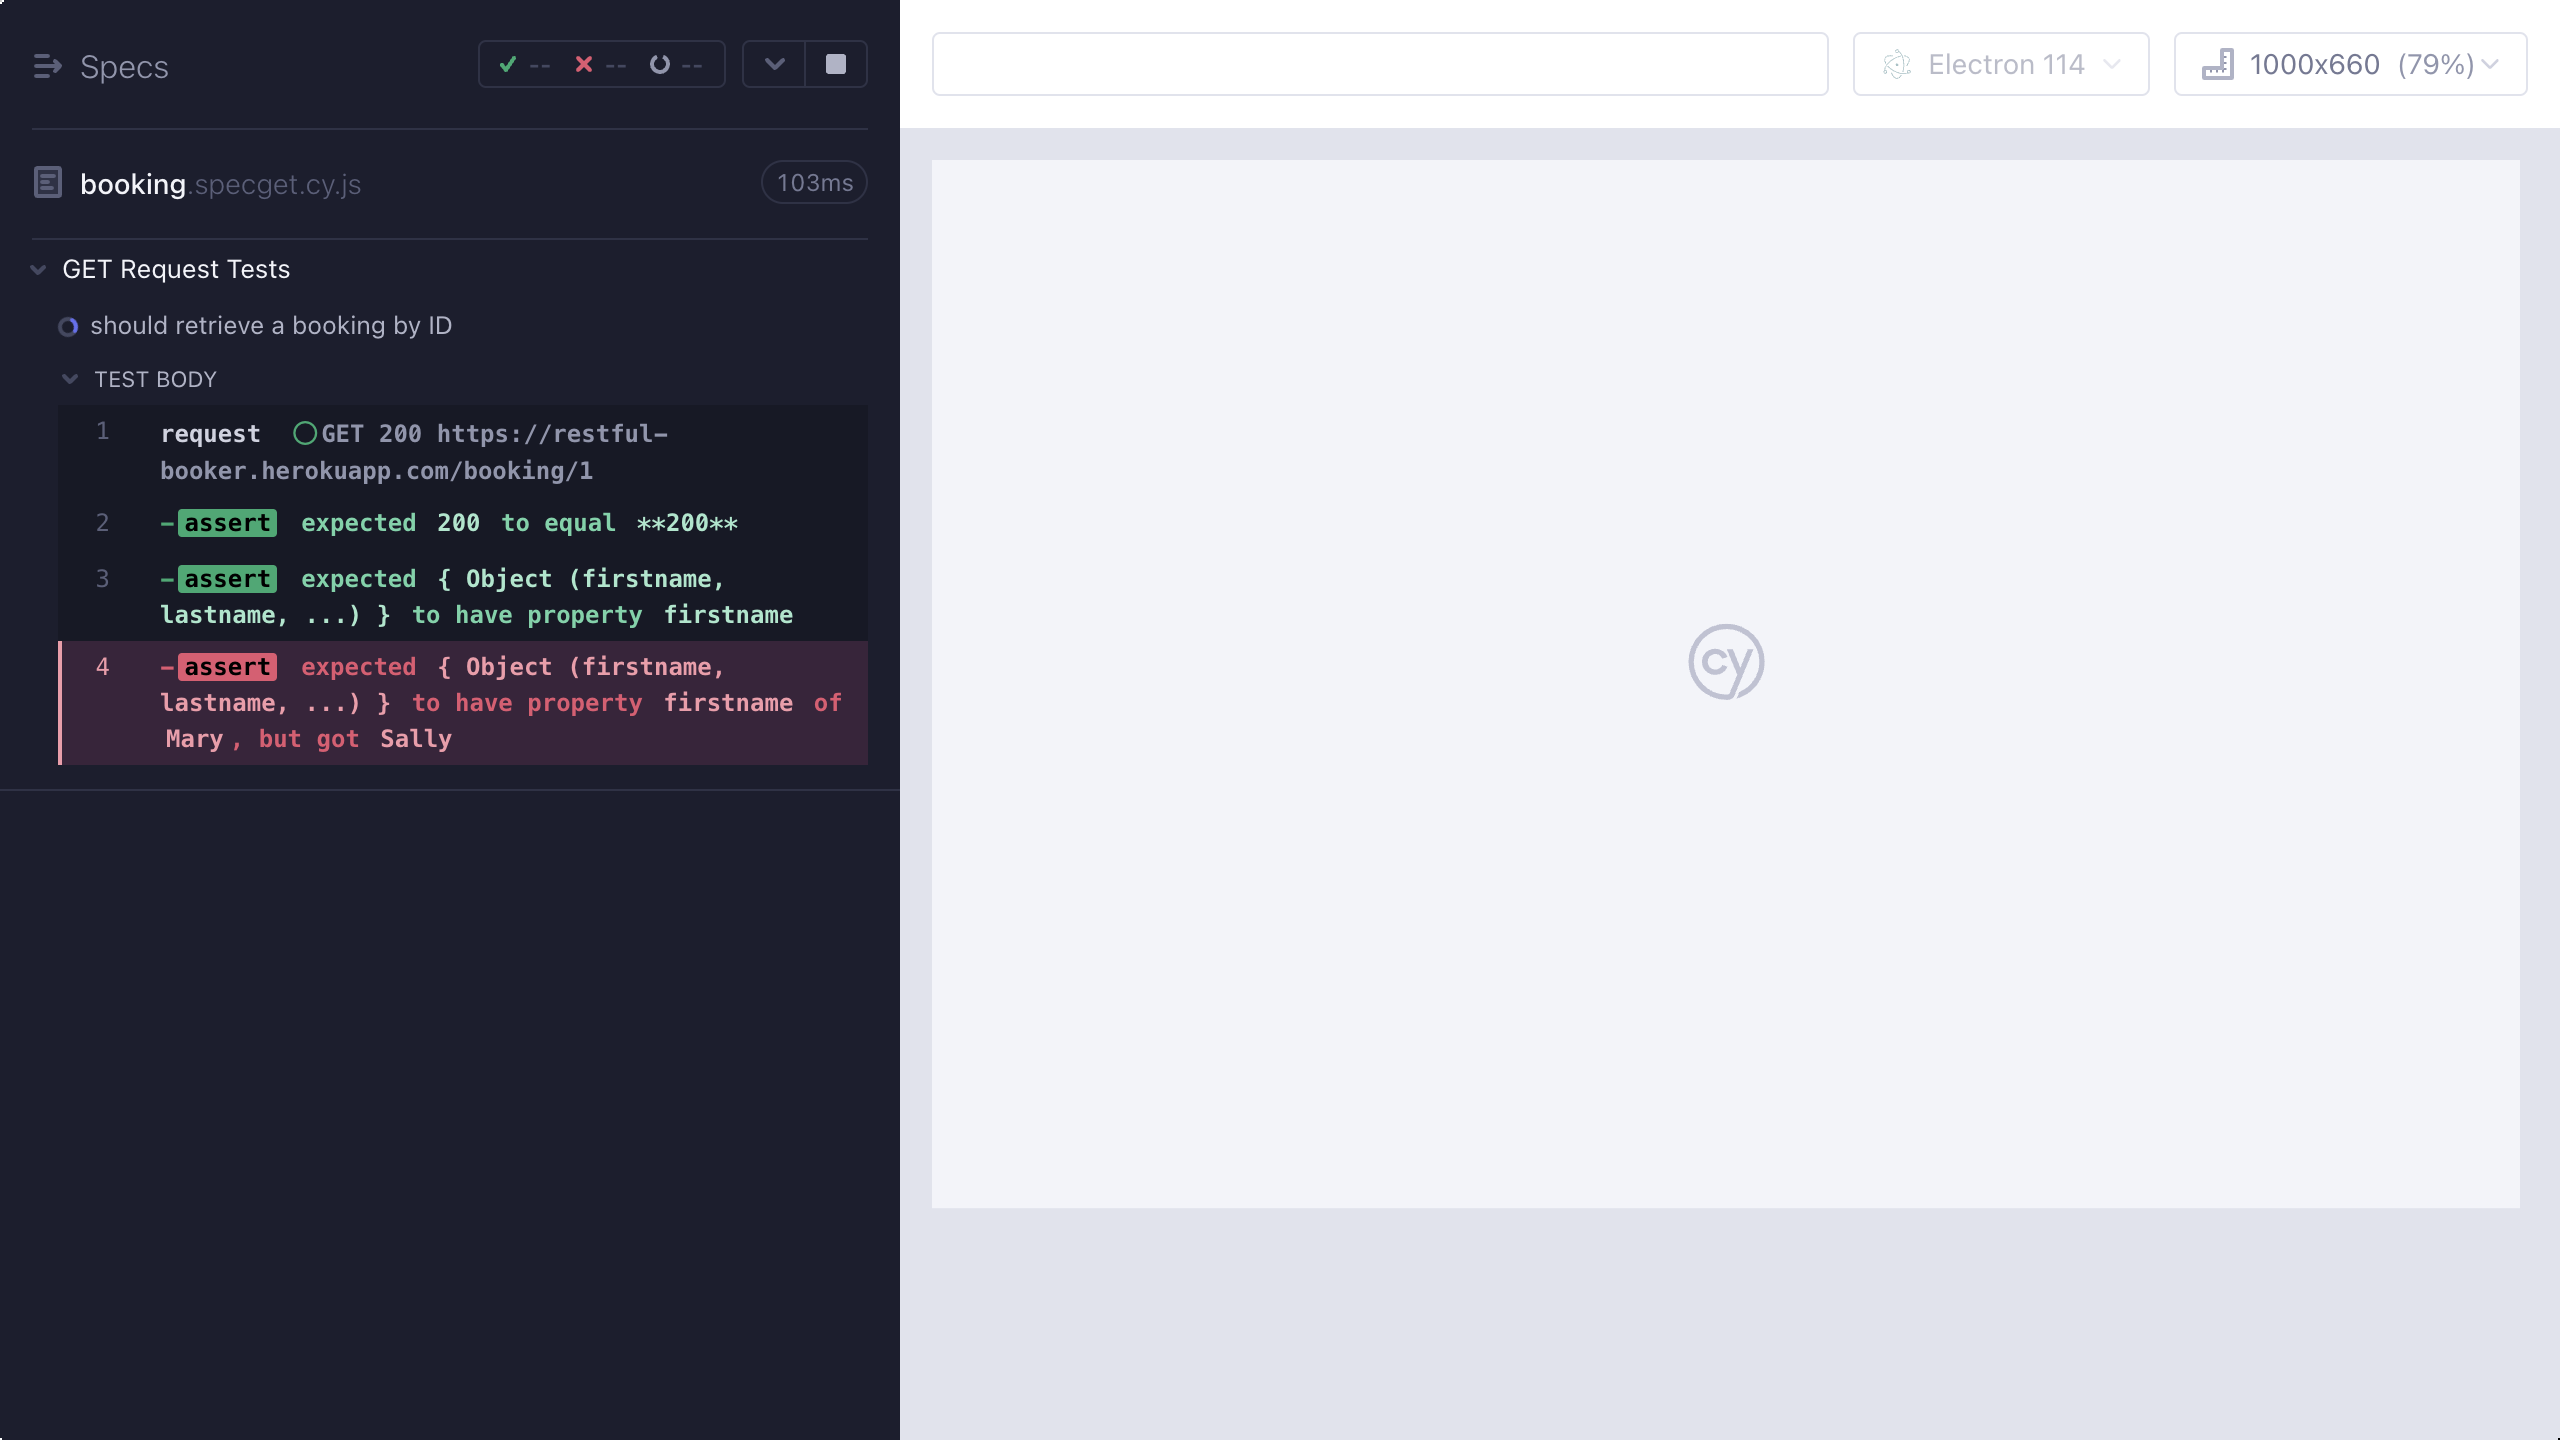 Specs
--
--
--
booking.specget.cy.js
103ms
GET Request Tests
should retrieve a booking by ID
TEST BODY
1 request GET 200 https://restful-
booker.herokuapp.com/booking/1
2 -assert expected 200 to equal **200**
3 -assert expected { Object (firstname,
lastname, ...) } to have property firstname
4 -assert expected { Object (firstname,
lastname, ...) } to have property firstname of
Mary, but got Sally
Electron 114
1000x660 (79%)
cy